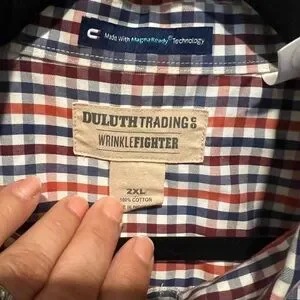 Made With MagnaReady® Technology
DULUTH TRADING CO
WRINKLEFIGHTER
2XL
100% COTTON